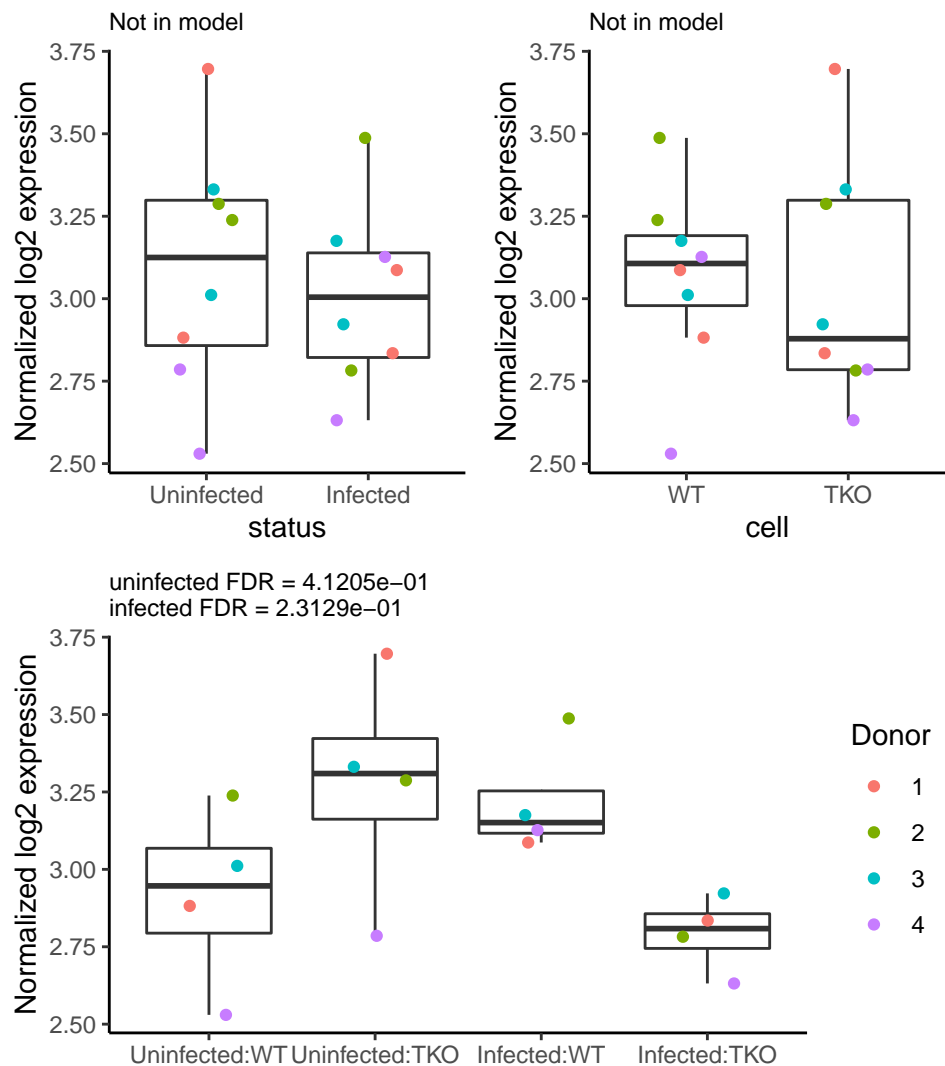 Not in model
Normalized log2 expression
3.75
3.50
3.25
3.00
2.75
2.50
Uninfected
Infected
status
Not in model
Normalized log2 expression
3.75
3.50
3.25
3.00
2.75
2.50
WT
TKO
cell
uninfected FDR = 4.1205e−01
infected FDR = 2.3129e−01
Normalized log2 expression
3.75
3.50
3.25
3.00
2.75
2.50
Uninfected:WT
Uninfected:TKO
Infected:WT
Infected:TKO
Donor
1
2
3
4